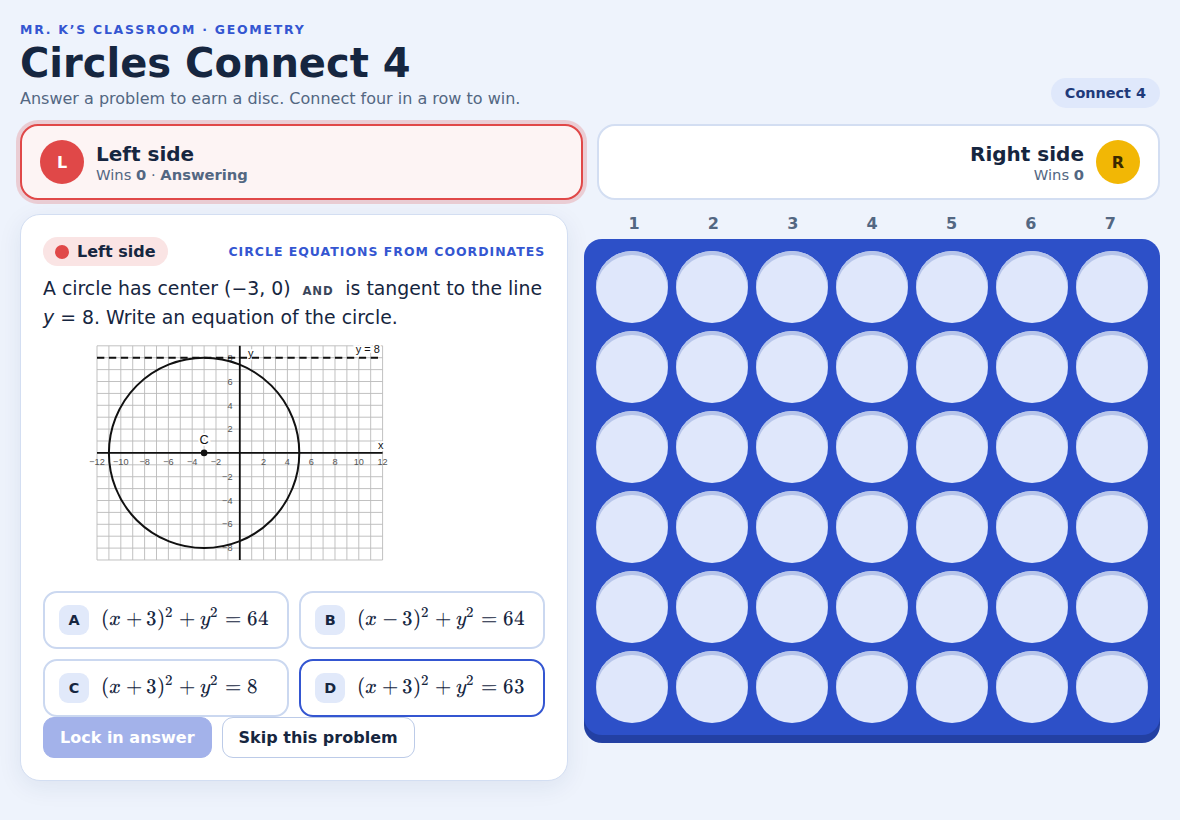 MR. K’S CLASSROOM · GEOMETRY
Circles Connect 4
Answer a problem to earn a disc. Connect four in a row to win.
Connect 4
L
Left side
Wins 0 · Answering
Right side
Wins 0
R
Left side
CIRCLE EQUATIONS FROM COORDINATES
A circle has center (−3, 0) AND is tangent to the line
y = 8. Write an equation of the circle.
y = 8
y
8
6
4
2
C
x
−12 −10 −8 −6 −4 −2 2 4 6 8 10 12
−2
−4
−6
−8
A (x + 3)² + y² = 64
B (x − 3)² + y² = 64
C (x + 3)² + y² = 8
D (x + 3)² + y² = 63
Lock in answer
Skip this problem
1 2 3 4 5 6 7